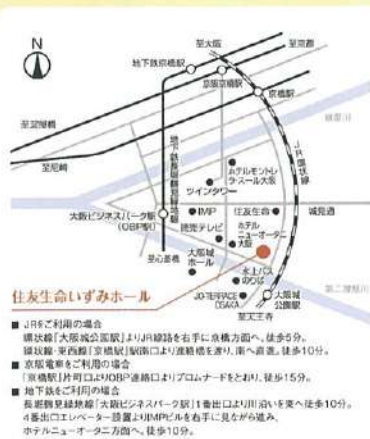 N
至大阪
至京都
地下鉄京橋駅
京阪京橋駅
京橋駅
至淀屋橋
至尼崎
地下鉄長堀鶴見緑地線
JR環状線
ホテルモントレ
ラ・スール大阪
ツインタワー
大阪ビジネスパーク駅
(OBP駅)
IMP
住友生命
城見通
読売テレビ
ホテル
ニューオータニ
大阪
至心斎橋
大阪城
ホール
水上バス
のりば
第二寝屋川
住友生命いずみホール
JO-TERRACE
OSAKA
大阪城
公園駅
至天王寺
■ JRをご利用の場合
環状線「大阪城公園駅」よりJR線路を右手に京橋方面へ、徒歩5分。
環状線・東西線「京橋駅」駅南口より連絡橋を渡り、南へ直進。徒歩10分。
■ 京阪電車をご利用の場合
「京橋駅」片町口よりOBP連絡口よりプロムナードをとおり、徒歩15分。
■ 地下鉄をご利用の場合
長堀鶴見緑地線「大阪ビジネスパーク駅」1番出口より川沿いを東へ徒歩10分。
4番出口エレベーター設置よりIMPビルを右手に見ながら進み、
ホテルニューオータニ方面へ、徒歩10分。